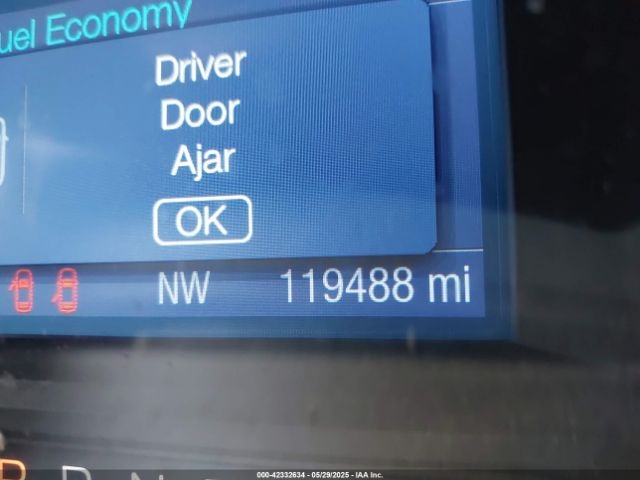 uel Economy
Driver
Door
Ajar
OK
NW 119488 mi
P R N
000-42332634 - 05/29/2025 - IAA Inc.